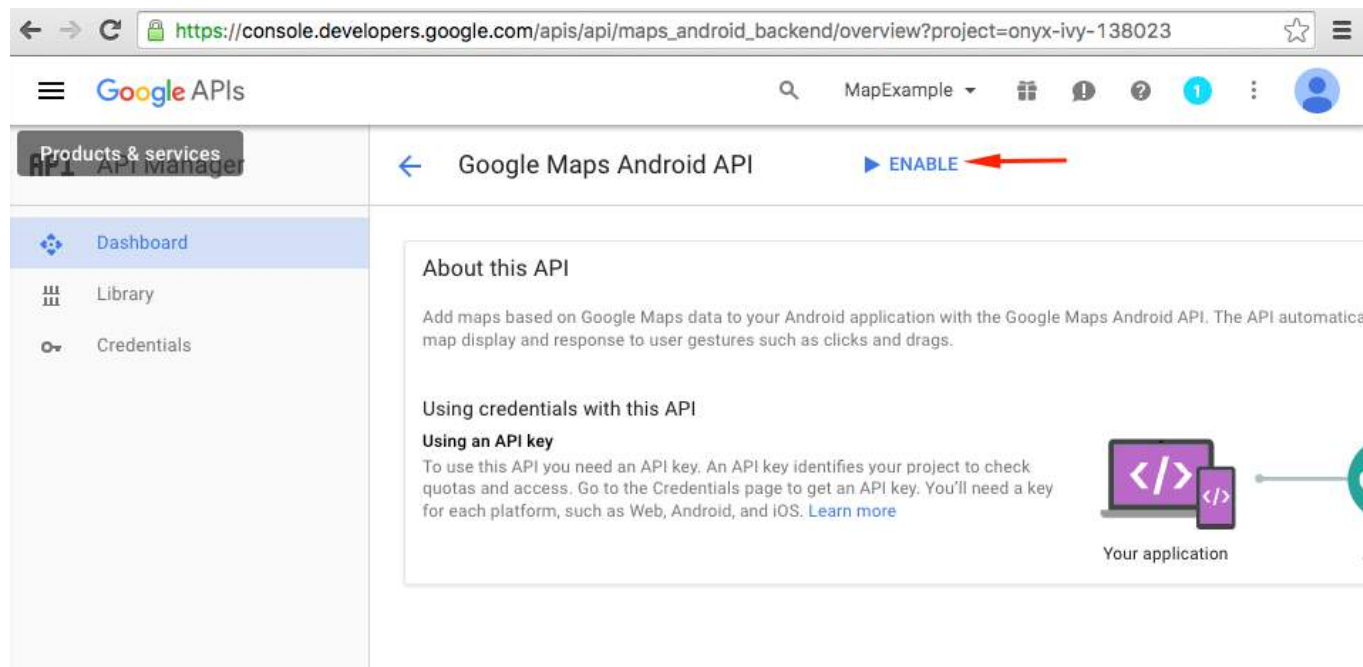 https://console.developers.google.com/apis/api/maps_android_backend/overview?project=onyx-ivy-138023
Google APIs
MapExample
1
Products & services
API API Manager
Google Maps Android API
ENABLE
Dashboard
Library
Credentials
About this API
Add maps based on Google Maps data to your Android application with the Google Maps Android API. The API automatica
map display and response to user gestures such as clicks and drags.
Using credentials with this API
Using an API key
To use this API you need an API key. An API key identifies your project to check
quotas and access. Go to the Credentials page to get an API key. You'll need a key
for each platform, such as Web, Android, and iOS. Learn more
</>
</>
Your application